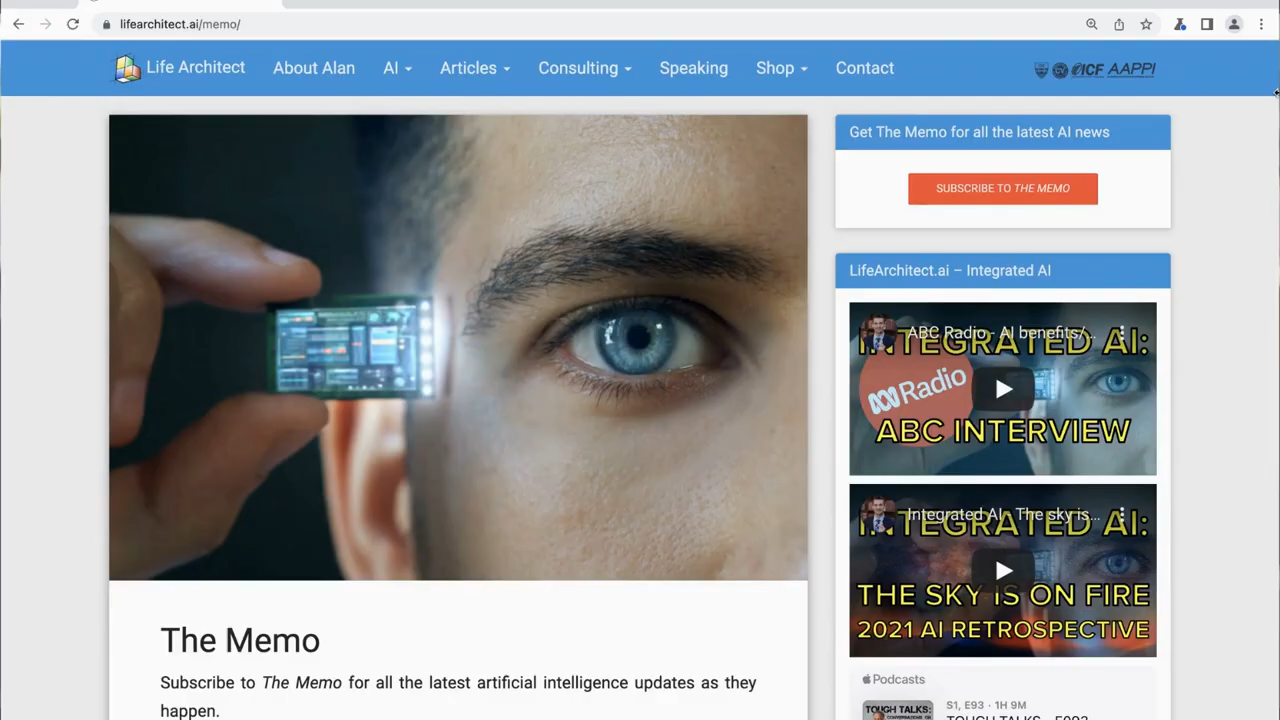 lifearchitect.ai/memo/
Life Architect
About Alan
AI
Articles
Consulting
Speaking
Shop
Contact
ICF AAPPI
Get The Memo for all the latest AI news
SUBSCRIBE TO THE MEMO
LifeArchitect.ai – Integrated AI
ABC Radio - AI benefits/...
INTEGRATED AI:
Radio
ABC INTERVIEW
Integrated AI - The sky is...
INTEGRATED AI:
THE SKY IS ON FIRE
2021 AI RETROSPECTIVE
Podcasts
S1, E93 · 1H 9M
TOUGH TALKS:
TOUGH TALKS - E093
The Memo
Subscribe to The Memo for all the latest artificial intelligence updates as they
happen.